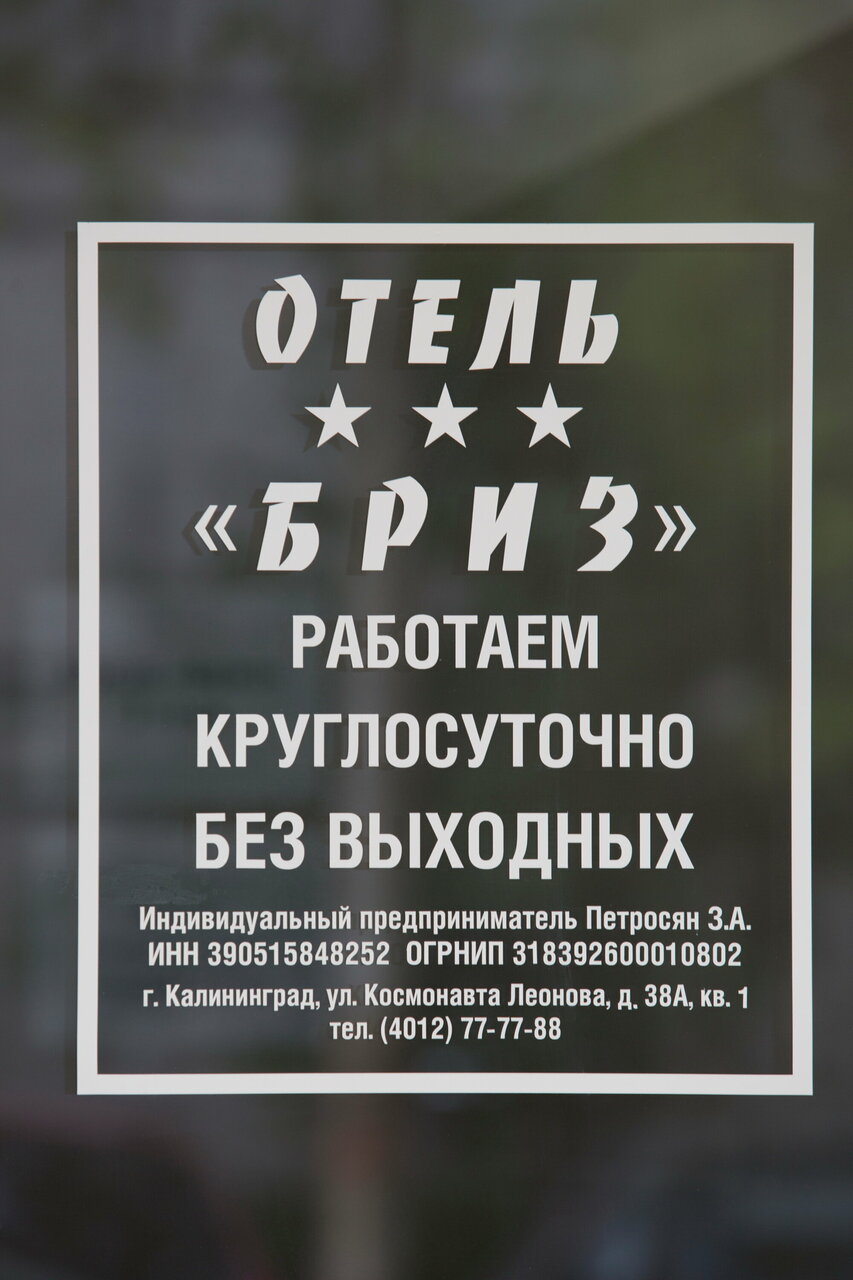 ОТЕЛЬ
★ ★ ★
«БРИЗ»
РАБОТАЕМ
КРУГЛОСУТОЧНО
БЕЗ ВЫХОДНЫХ
Индивидуальный предприниматель Петросян З.А.
ИНН 390515848252 ОГРНИП 318392600010802
г. Калининград, ул. Космонавта Леонова, д. 38А, кв. 1
тел. (4012) 77-77-88